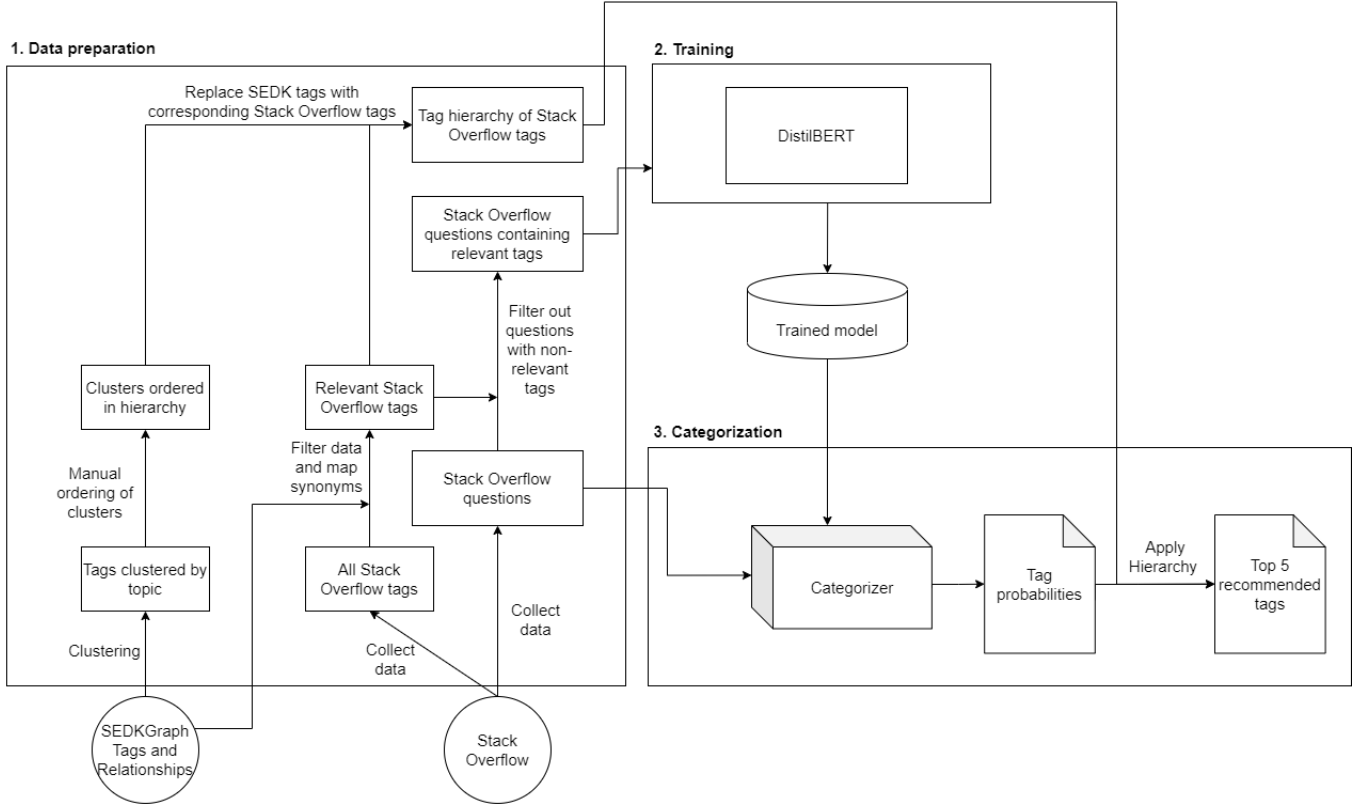 1. Data preparation
Replace SEDK tags with
corresponding Stack Overflow tags
Tag hierarchy of Stack
Overflow tags
Stack Overflow
questions containing
relevant tags
Filter out
questions
with non-
relevant
tags
Clusters ordered
in hierarchy
Relevant Stack
Overflow tags
Manual
ordering of
clusters
Filter data
and map
synonyms
Stack Overflow
questions
Tags clustered by
topic
All Stack
Overflow tags
Clustering
Collect
data
Collect
data
SEDKGraph
Tags and
Relationships
Stack
Overflow
2. Training
DistilBERT
Trained model
3. Categorization
Categorizer
Tag
probabilities
Apply
Hierarchy
Top 5
recommended
tags